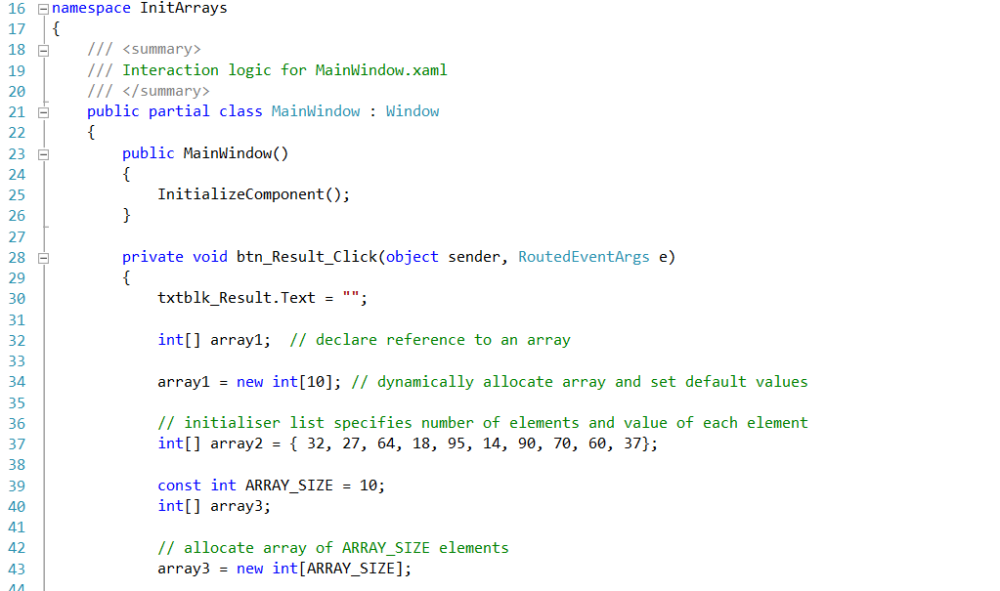 16 namespace InitArrays
17 {
18 /// <summary>
19 /// Interaction logic for MainWindow.xaml
20 /// </summary>
21 public partial class MainWindow : Window
22 {
23 public MainWindow()
24 {
25 InitializeComponent();
26 }
27
28 private void btn_Result_Click(object sender, RoutedEventArgs e)
29 {
30 txtblk_Result.Text = "";
31
32 int[] array1;  // declare reference to an array
33
34 array1 = new int[10]; // dynamically allocate array and set default values
35
36 // initialiser list specifies number of elements and value of each element
37 int[] array2 = { 32, 27, 64, 18, 95, 14, 90, 70, 60, 37};
38
39 const int ARRAY_SIZE = 10;
40 int[] array3;
41
42 // allocate array of ARRAY_SIZE elements
43 array3 = new int[ARRAY_SIZE];
44